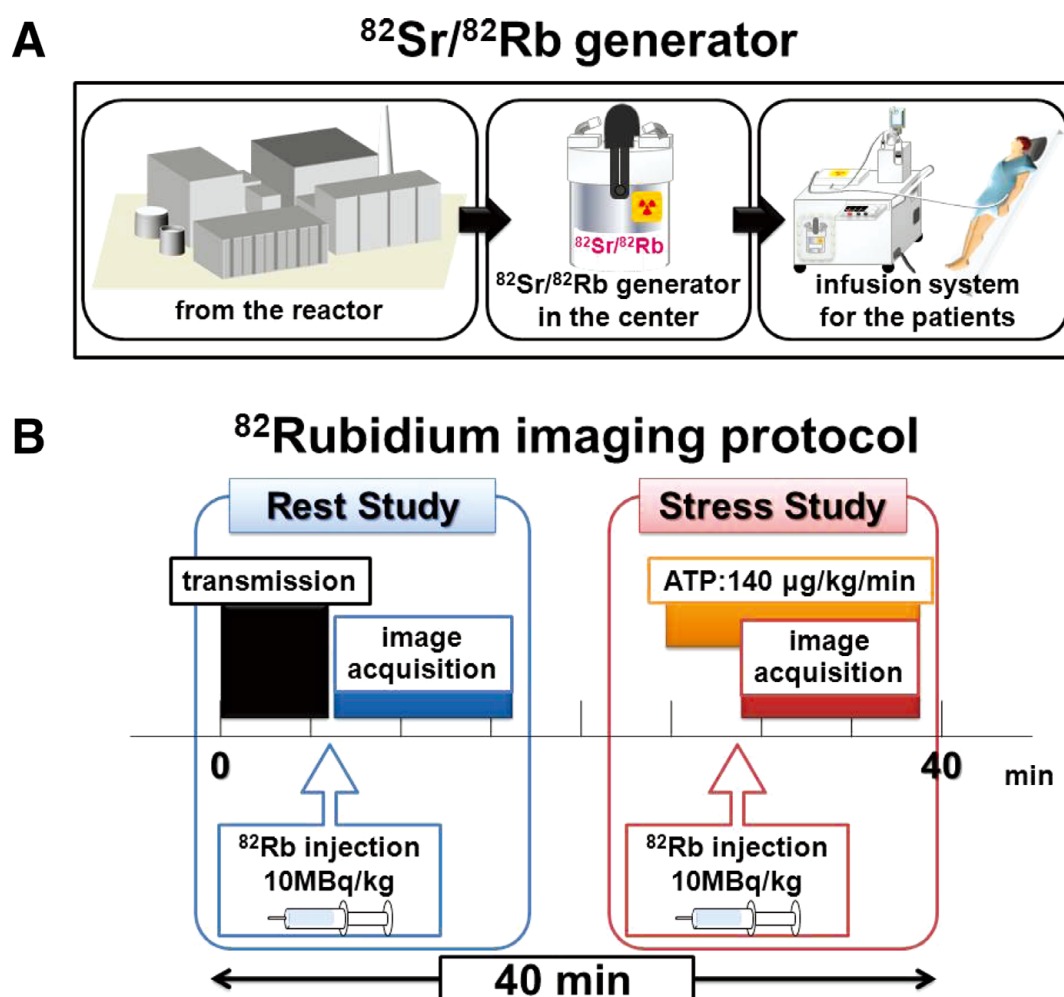 A
⁸²Sr/⁸²Rb generator
from the reactor
⁸²Sr/⁸²Rb
⁸²Sr/⁸²Rb generator
in the center
infusion system
for the patients
B
⁸²Rubidium imaging protocol
Rest Study
Stress Study
transmission
image
acquisition
ATP:140 µg/kg/min
image
acquisition
0
40
min
⁸²Rb injection
10MBq/kg
⁸²Rb injection
10MBq/kg
40 min